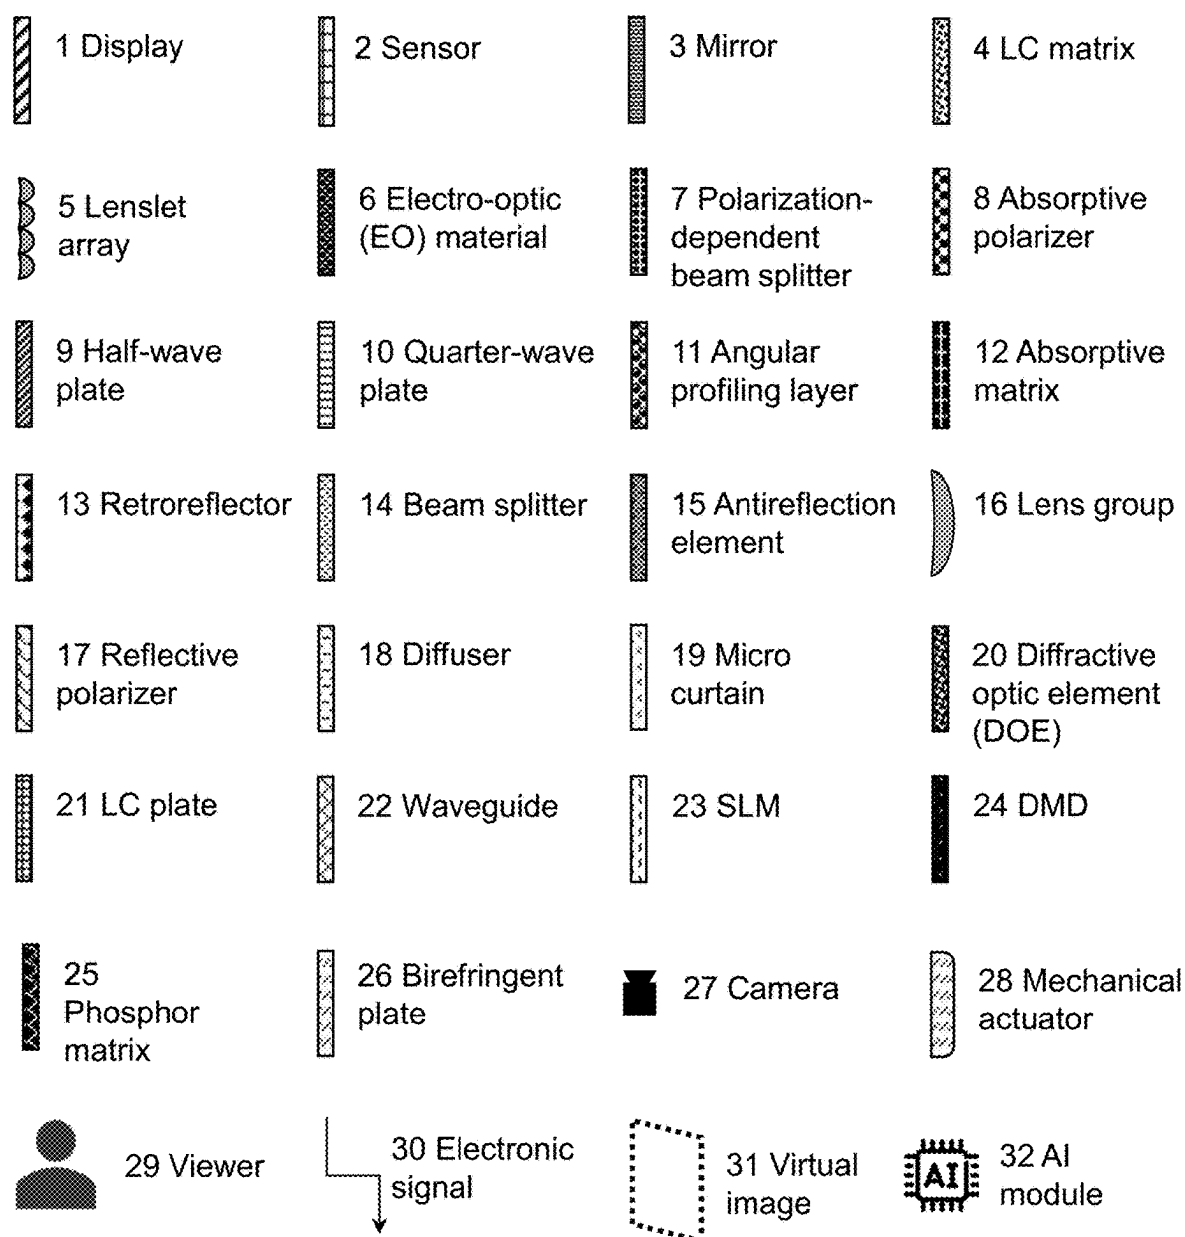 1 Display
2 Sensor
3 Mirror
4 LC matrix
5 Lenslet
array
6 Electro-optic
(EO) material
7 Polarization-
dependent
beam splitter
8 Absorptive
polarizer
9 Half-wave
plate
10 Quarter-wave
plate
11 Angular
profiling layer
12 Absorptive
matrix
13 Retroreflector
14 Beam splitter
15 Antireflection
element
16 Lens group
17 Reflective
polarizer
18 Diffuser
19 Micro
curtain
20 Diffractive
optic element
(DOE)
21 LC plate
22 Waveguide
23 SLM
24 DMD
25
Phosphor
matrix
26 Birefringent
plate
27 Camera
28 Mechanical
actuator
29 Viewer
30 Electronic
signal
31 Virtual
image
AI
32 AI
module